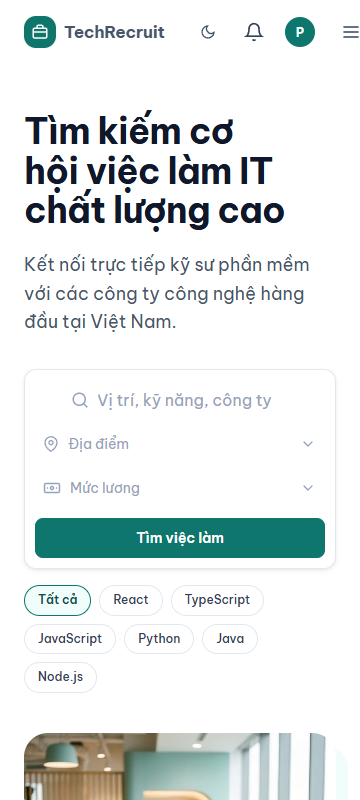 TechRecruit
P
Tìm kiếm cơ
hội việc làm IT
chất lượng cao
Kết nối trực tiếp kỹ sư phần mềm
với các công ty công nghệ hàng
đầu tại Việt Nam.
Vị trí, kỹ năng, công ty
Địa điểm
Mức lương
Tìm việc làm
Tất cả
React
TypeScript
JavaScript
Python
Java
Node.js